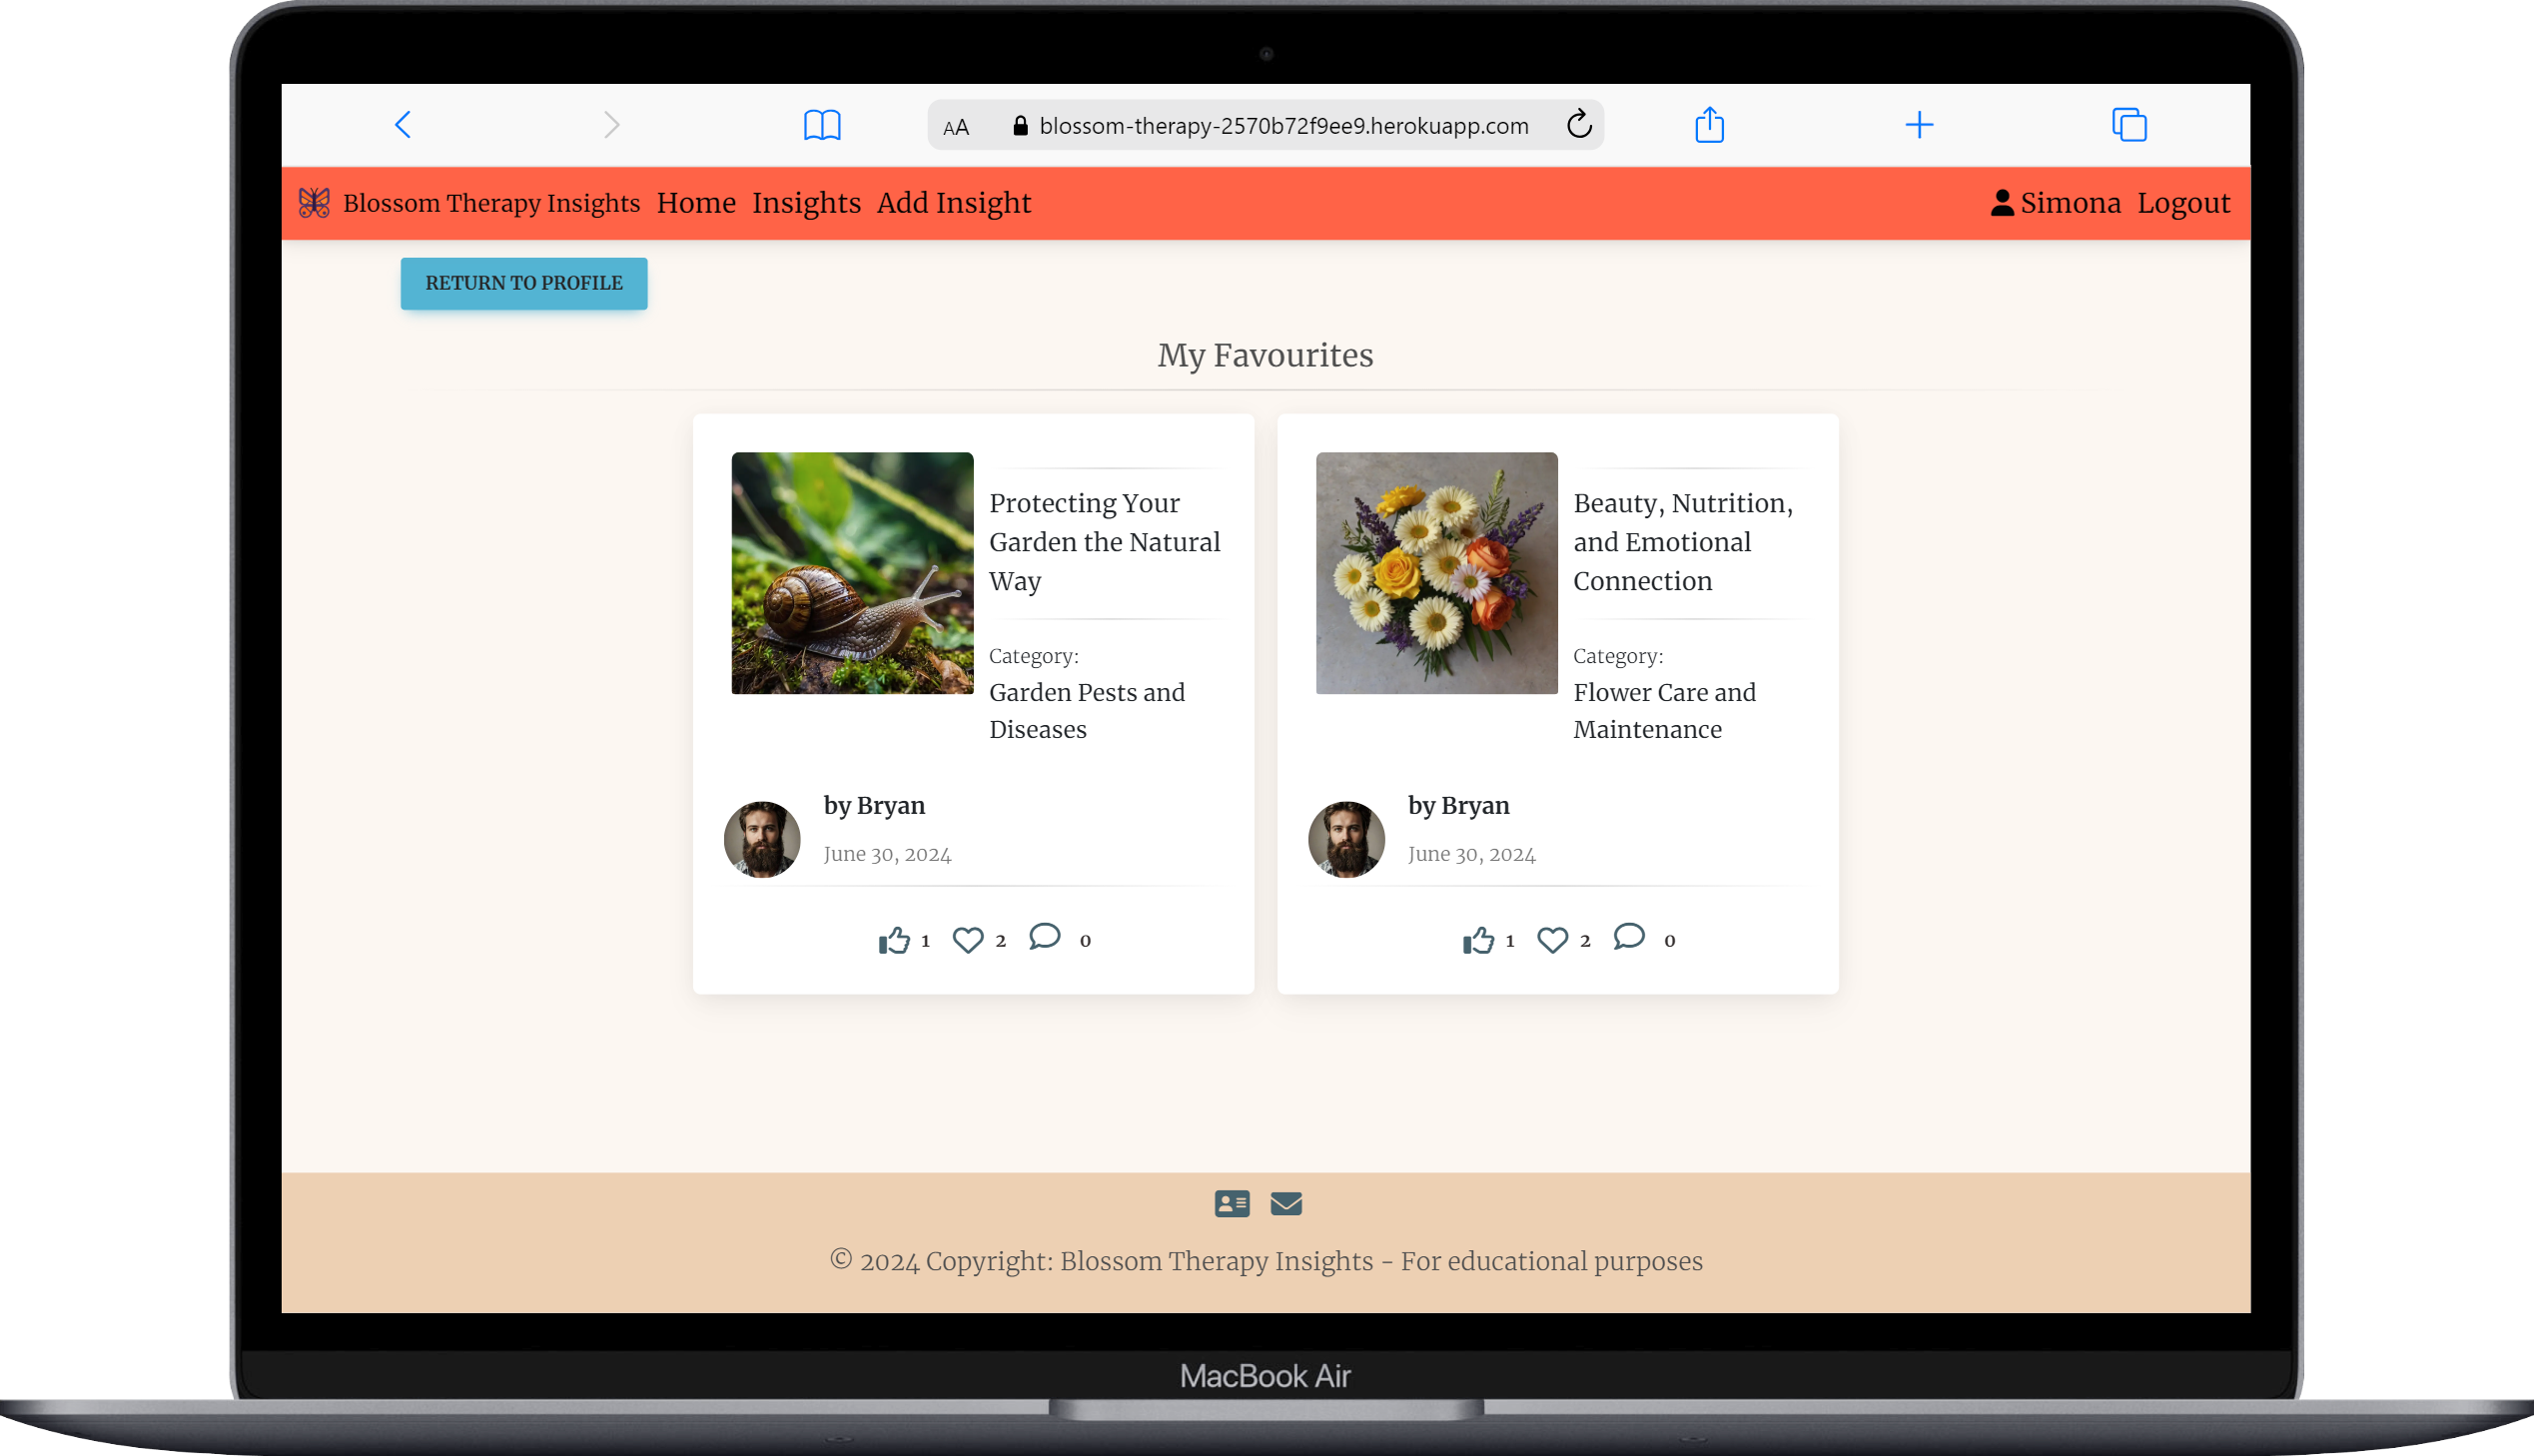 AA blossom-therapy-2570b72f9ee9.herokuapp.com
Blossom Therapy Insights Home Insights Add Insight Simona Logout
RETURN TO PROFILE
My Favourites
Protecting Your
Garden the Natural
Way
Category:
Garden Pests and
Diseases
by Bryan
June 30, 2024
1 2 0
Beauty, Nutrition,
and Emotional
Connection
Category:
Flower Care and
Maintenance
by Bryan
June 30, 2024
1 2 0
© 2024 Copyright: Blossom Therapy Insights - For educational purposes
MacBook Air